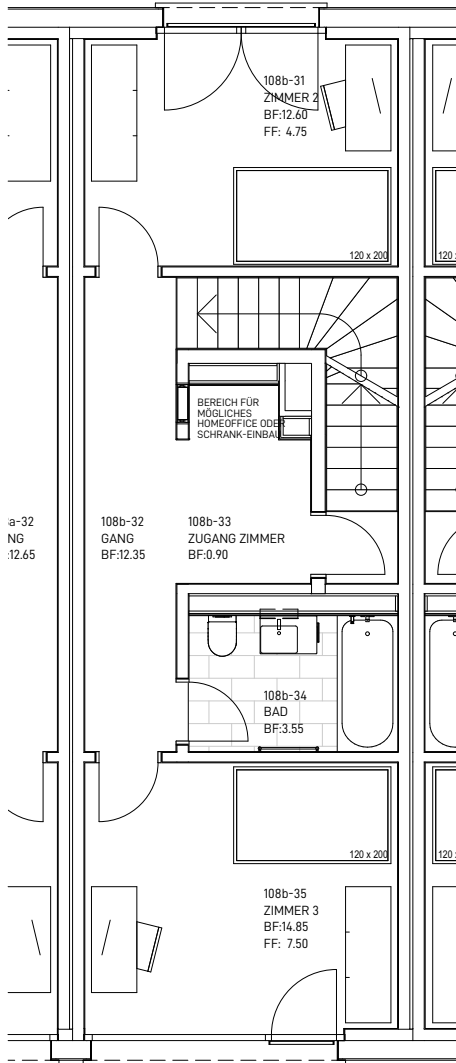 108b-31
ZIMMER 2
BF:12.60
FF: 4.75
120 x 200
BEREICH FÜR
MÖGLICHES
HOMEOFFICE ODER
SCHRANK-EINBAU
a-32
NG
:12.65
108b-32
GANG
BF:12.35
108b-33
ZUGANG ZIMMER
BF:0.90
108b-34
BAD
BF:3.55
120 x 200
120
108b-35
ZIMMER 3
BF:14.85
FF: 7.50